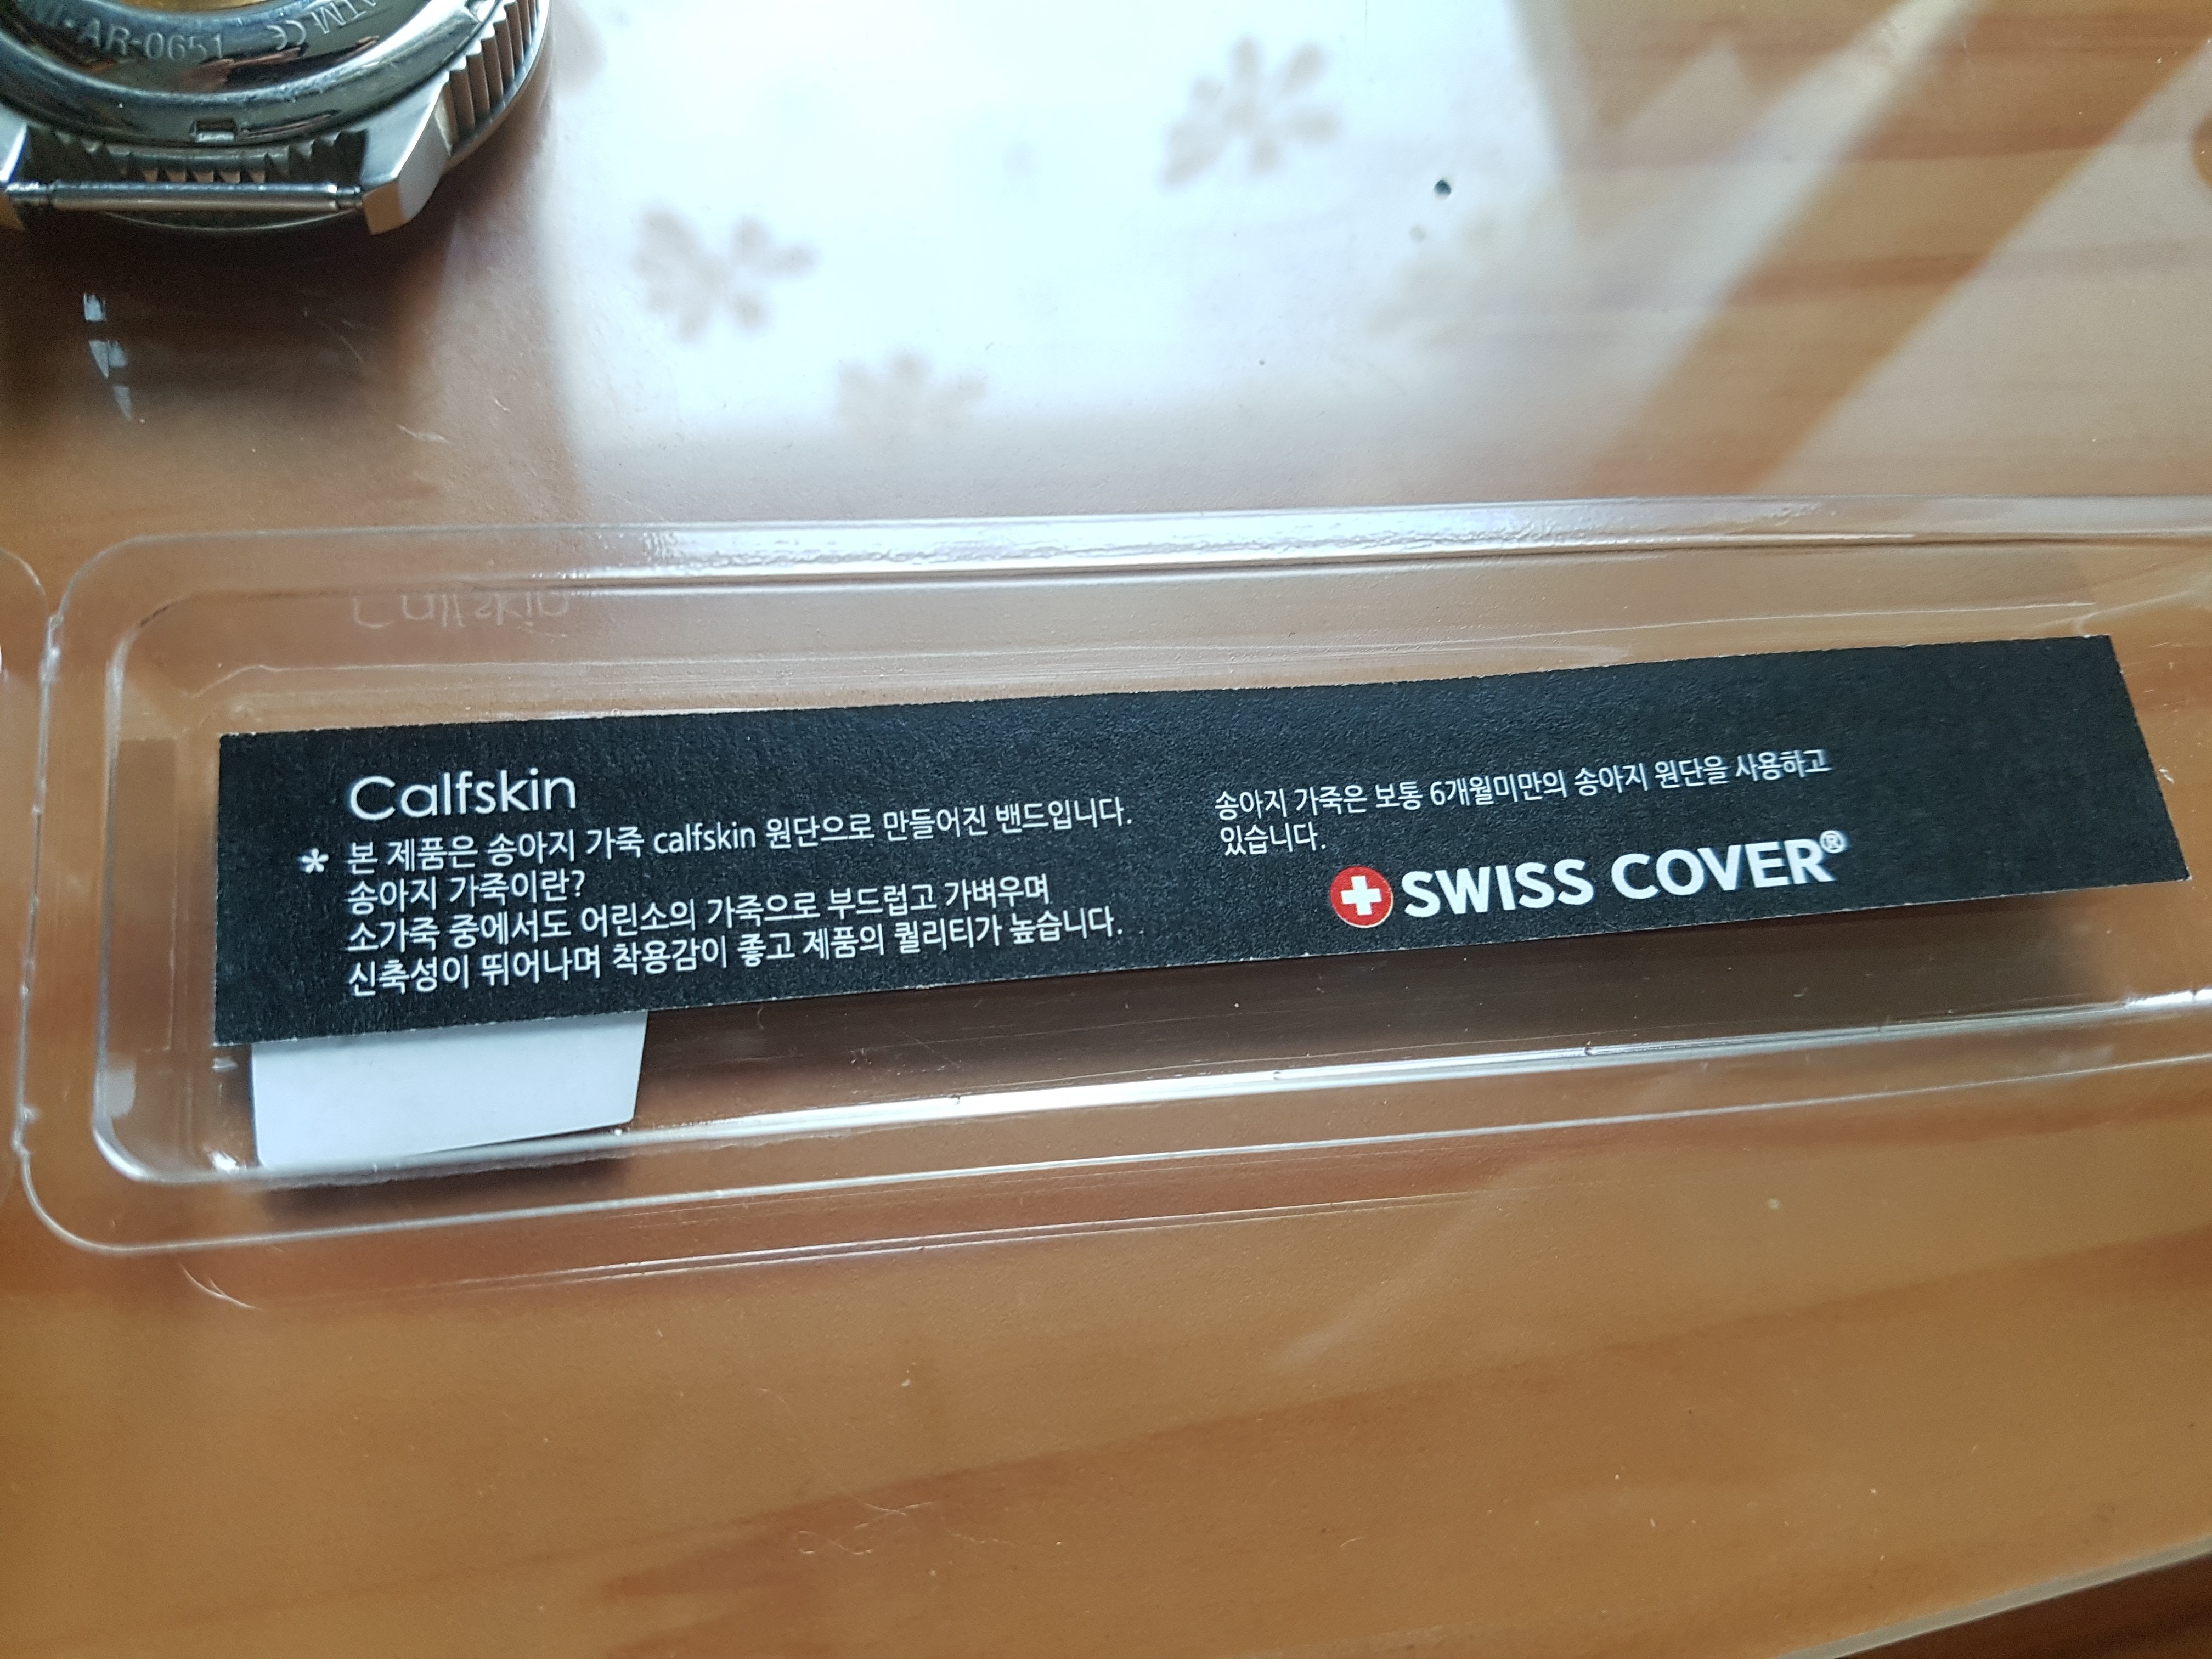 AR-0651
ATM CE
Calfskin
* 본 제품은 송아지 가죽 calfskin 원단으로 만들어진 밴드입니다.
송아지 가죽이란?
소가죽 중에서도 어린소의 가죽으로 부드럽고 가벼우며
신축성이 뛰어나며 착용감이 좋고 제품의 퀄리티가 높습니다.
송아지 가죽은 보통 6개월미만의 송아지 원단을 사용하고
있습니다.
SWISS COVER®